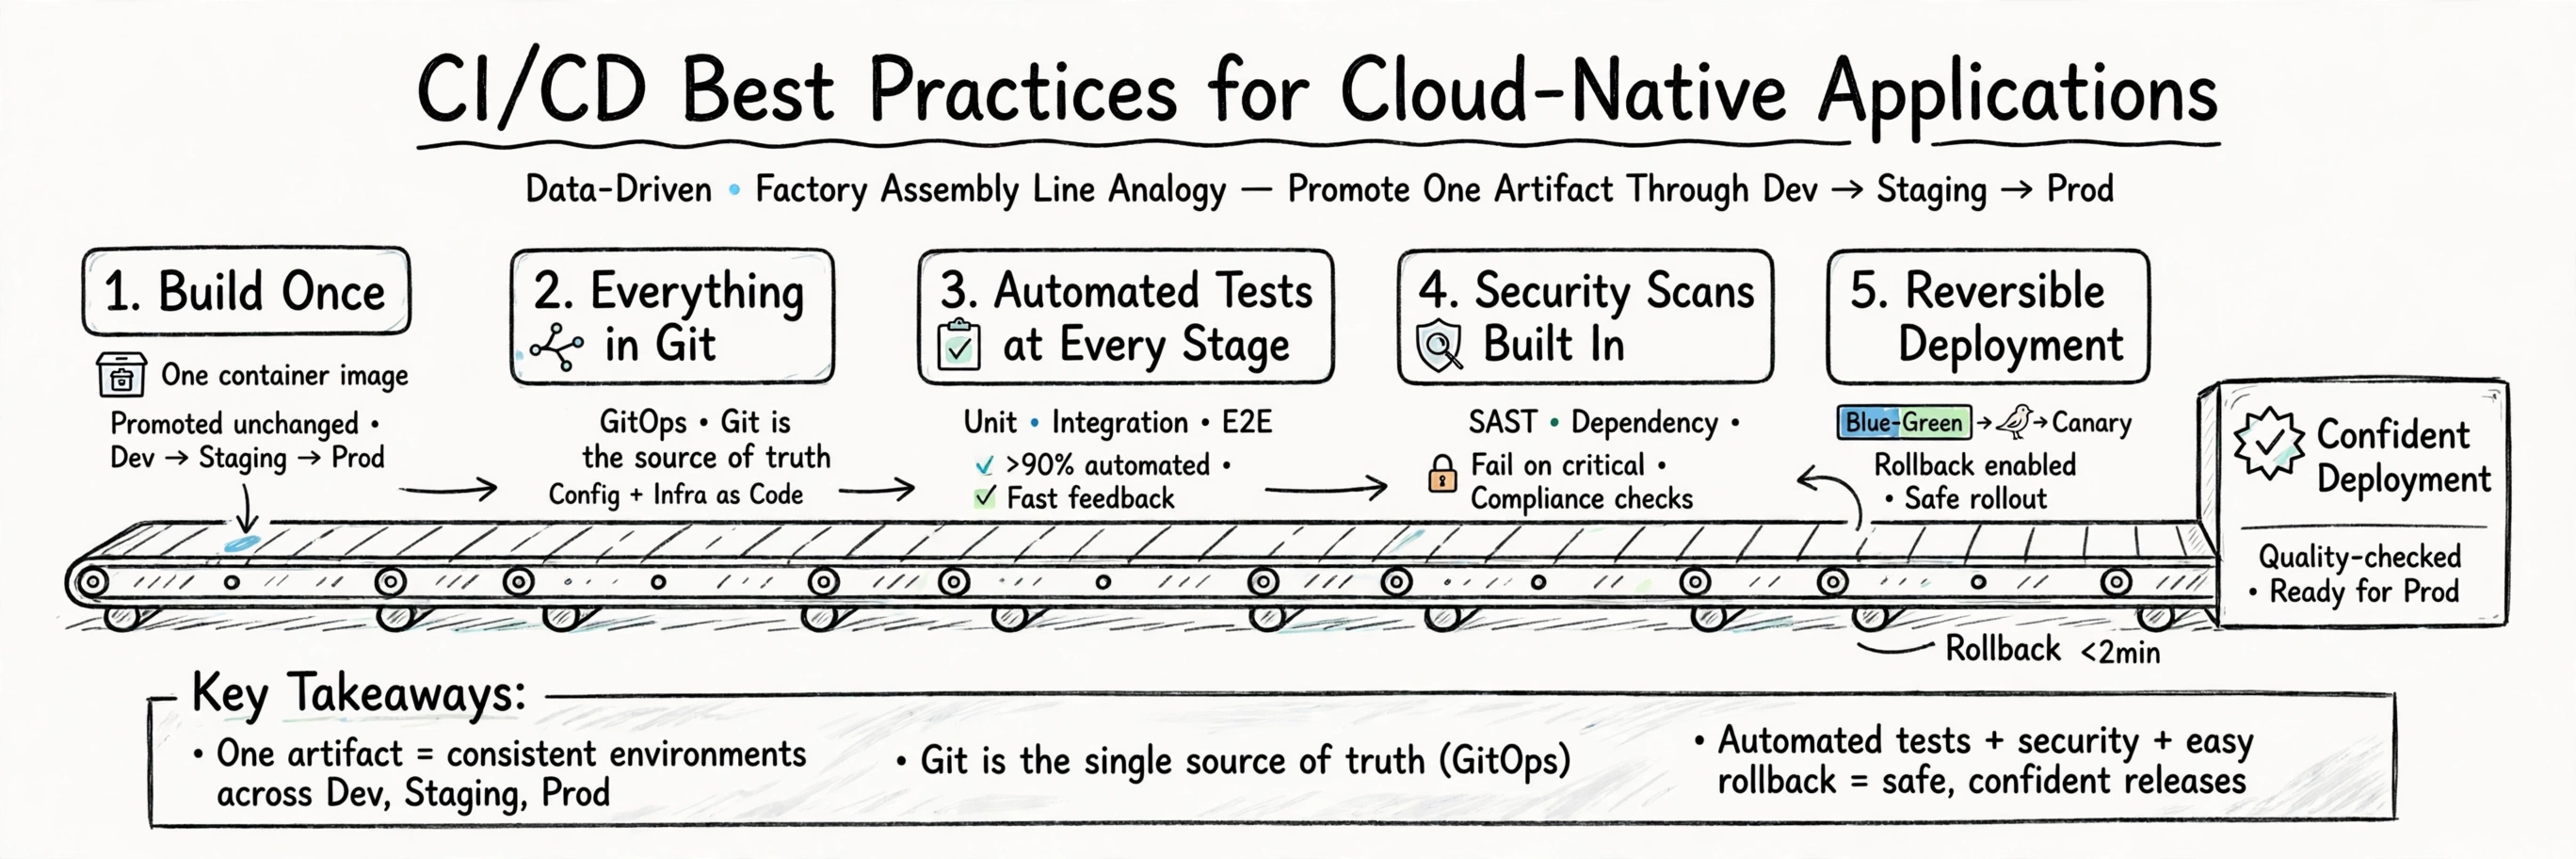 CI/CD Best Practices for Cloud-Native Applications
Data-Driven • Factory Assembly Line Analogy — Promote One Artifact Through Dev → Staging → Prod
1. Build Once
One container image
Promoted unchanged •
Dev → Staging → Prod
2. Everything
in Git
GitOps • Git is
the source of truth
Config + Infra as Code
3. Automated Tests
at Every Stage
Unit • Integration • E2E
✓ >90% automated •
✓ Fast feedback
4. Security Scans
Built In
SAST • Dependency •
Fail on critical •
Compliance checks
5. Reversible
Deployment
Blue-Green → → Canary
Rollback enabled
• Safe rollout
Confident
Deployment
Quality-checked
• Ready for Prod
Rollback <2min
Key Takeaways:
• One artifact = consistent environments
across Dev, Staging, Prod
• Git is the single source of truth (GitOps)
• Automated tests + security + easy
rollback = safe, confident releases